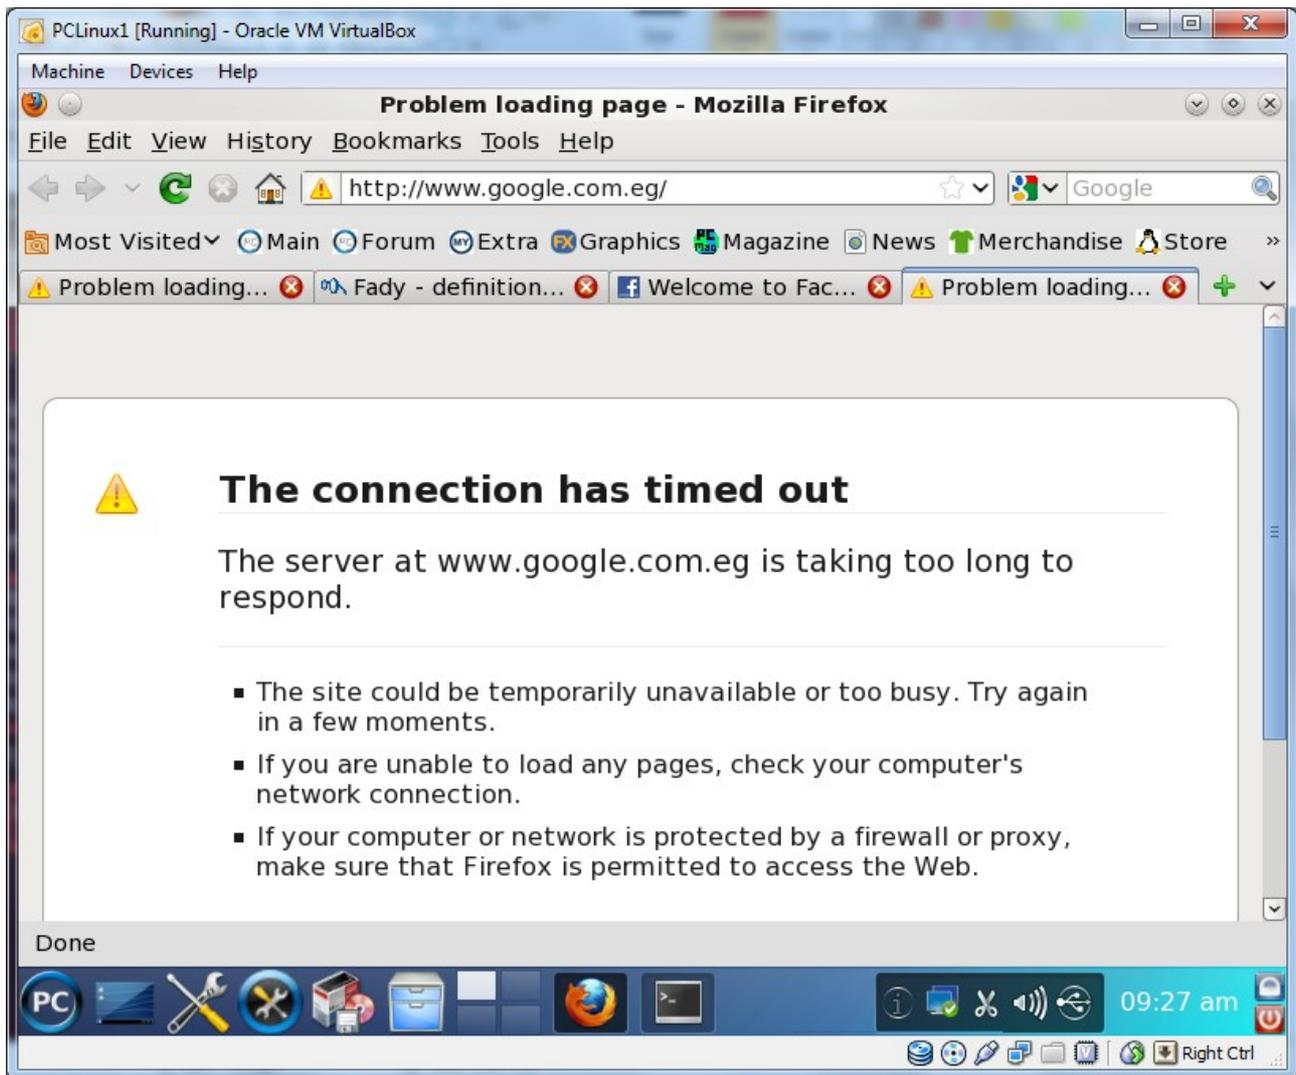 PCLinux1 [Running] - Oracle VM VirtualBox
Machine Devices Help
Problem loading page - Mozilla Firefox
File Edit View History Bookmarks Tools Help
http://www.google.com.eg/ Google
Most Visited Main Forum Extra Graphics Magazine News Merchandise Store »
Problem loading... Fady - definition... Welcome to Fac... Problem loading...
The connection has timed out
The server at www.google.com.eg is taking too long to
respond.
The site could be temporarily unavailable or too busy. Try again
in a few moments.
If you are unable to load any pages, check your computer's
network connection.
If your computer or network is protected by a firewall or proxy,
make sure that Firefox is permitted to access the Web.
Done
PC 09:27 am
Right Ctrl